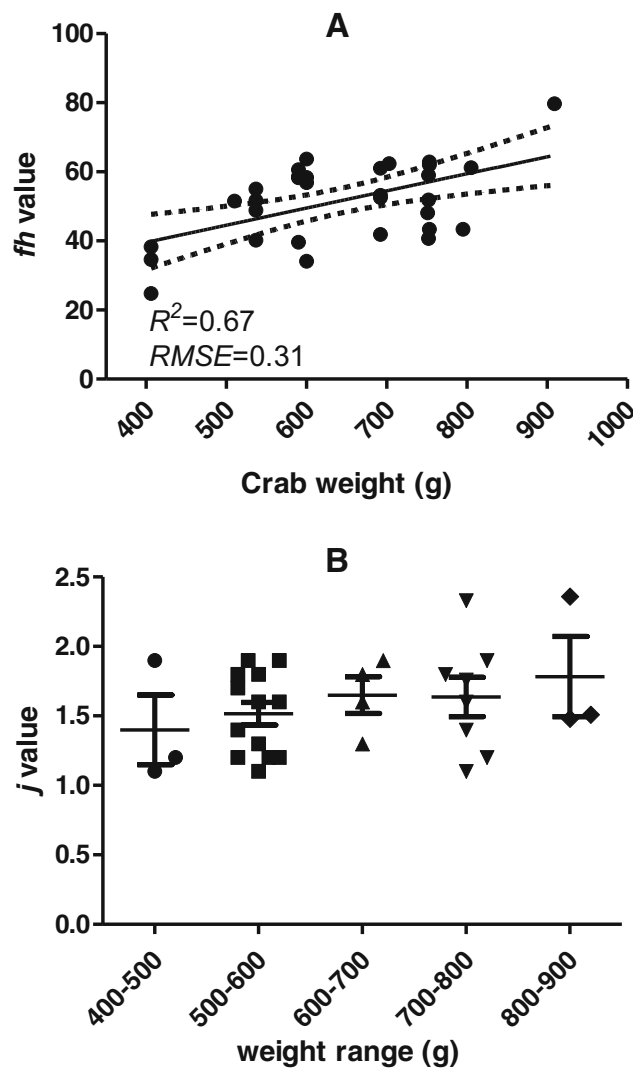 A
fh value
100
80
60
40
20
0
R²=0.67
RMSE=0.31
400 500 600 700 800 900 1000
Crab weight (g)
B
j value
2.5
2.0
1.5
1.0
0.5
0.0
400-500 500-600 600-700 700-800 800-900
weight range (g)